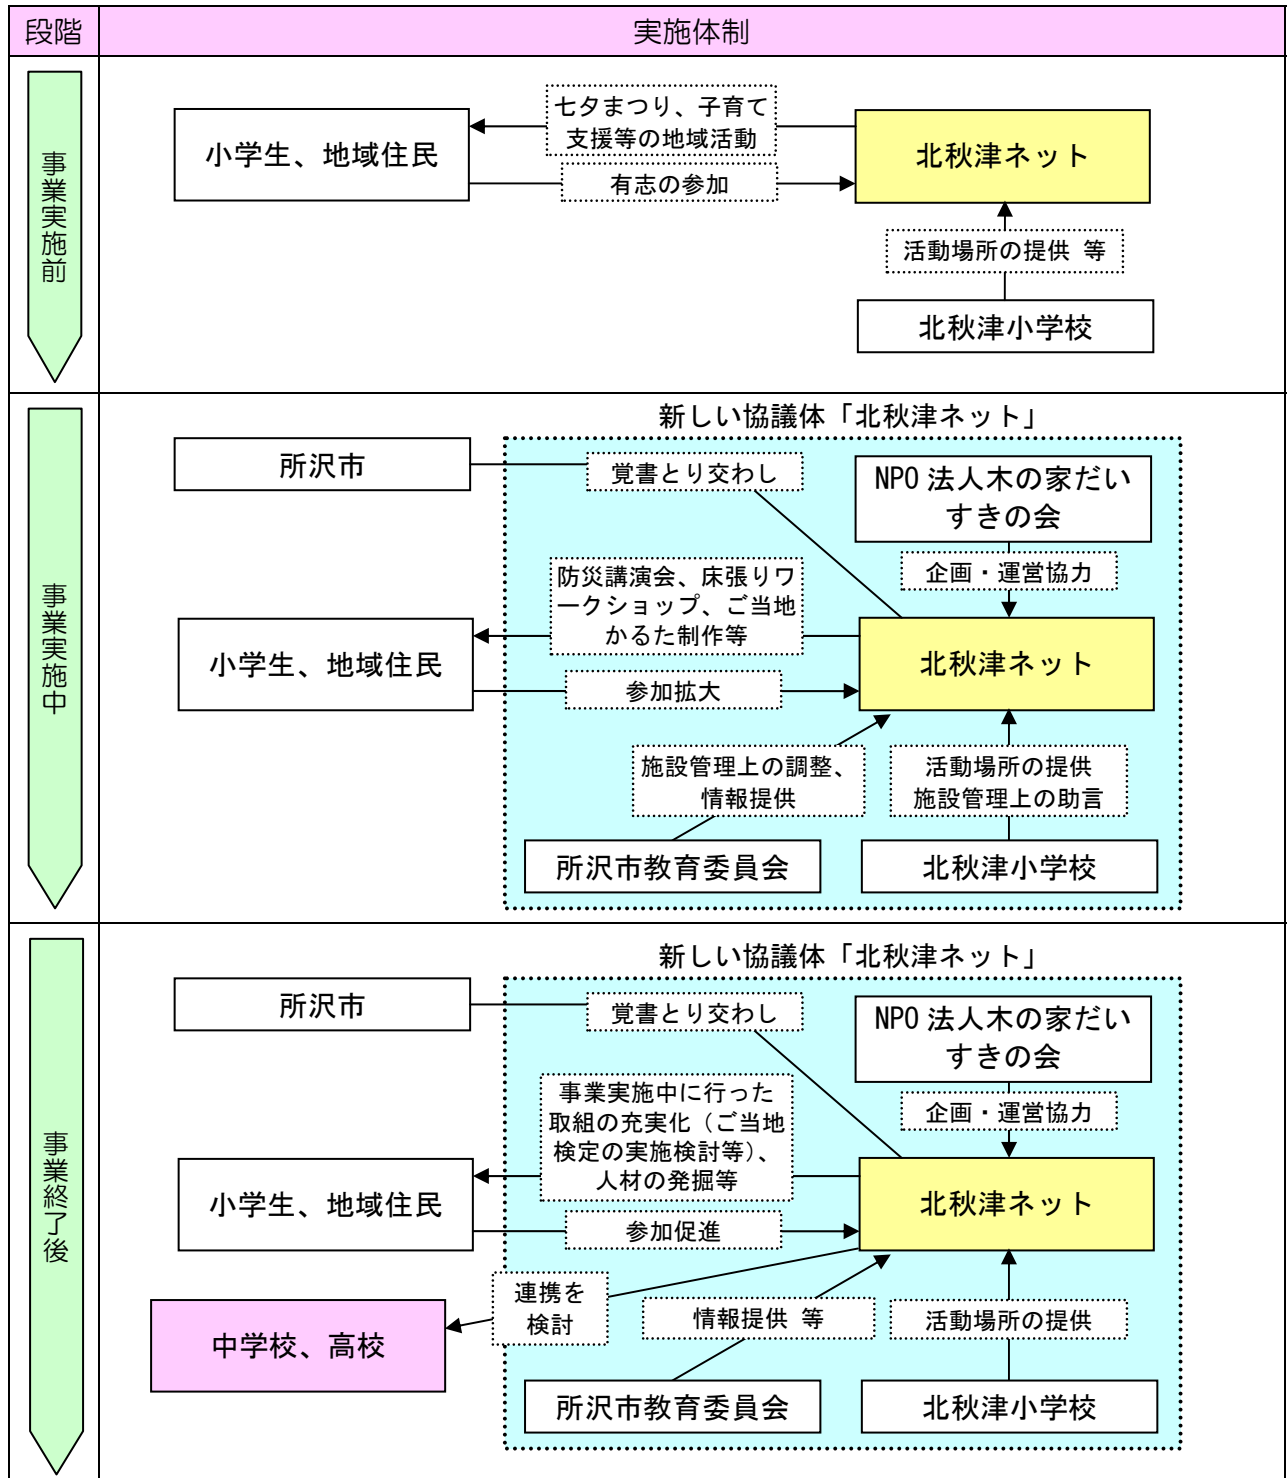 段階
実施体制
事業実施前
七夕まつり、子育て
支援等の地域活動
小学生、地域住民
北秋津ネット
有志の参加
活動場所の提供 等
北秋津小学校
事業実施中
新しい協議体「北秋津ネット」
所沢市
覚書とり交わし
NPO 法人木の家だい
すきの会
企画・運営協力
防災講演会、床張りワ
ークショップ、ご当地
かるた制作等
小学生、地域住民
北秋津ネット
参加拡大
施設管理上の調整、
情報提供
活動場所の提供
施設管理上の助言
所沢市教育委員会
北秋津小学校
事業終了後
新しい協議体「北秋津ネット」
所沢市
覚書とり交わし
NPO 法人木の家だい
すきの会
企画・運営協力
事業実施中に行った
取組の充実化（ご当地
検定の実施検討等）、
人材の発掘等
小学生、地域住民
北秋津ネット
参加促進
連携を
検討
情報提供 等
活動場所の提供
中学校、高校
所沢市教育委員会
北秋津小学校